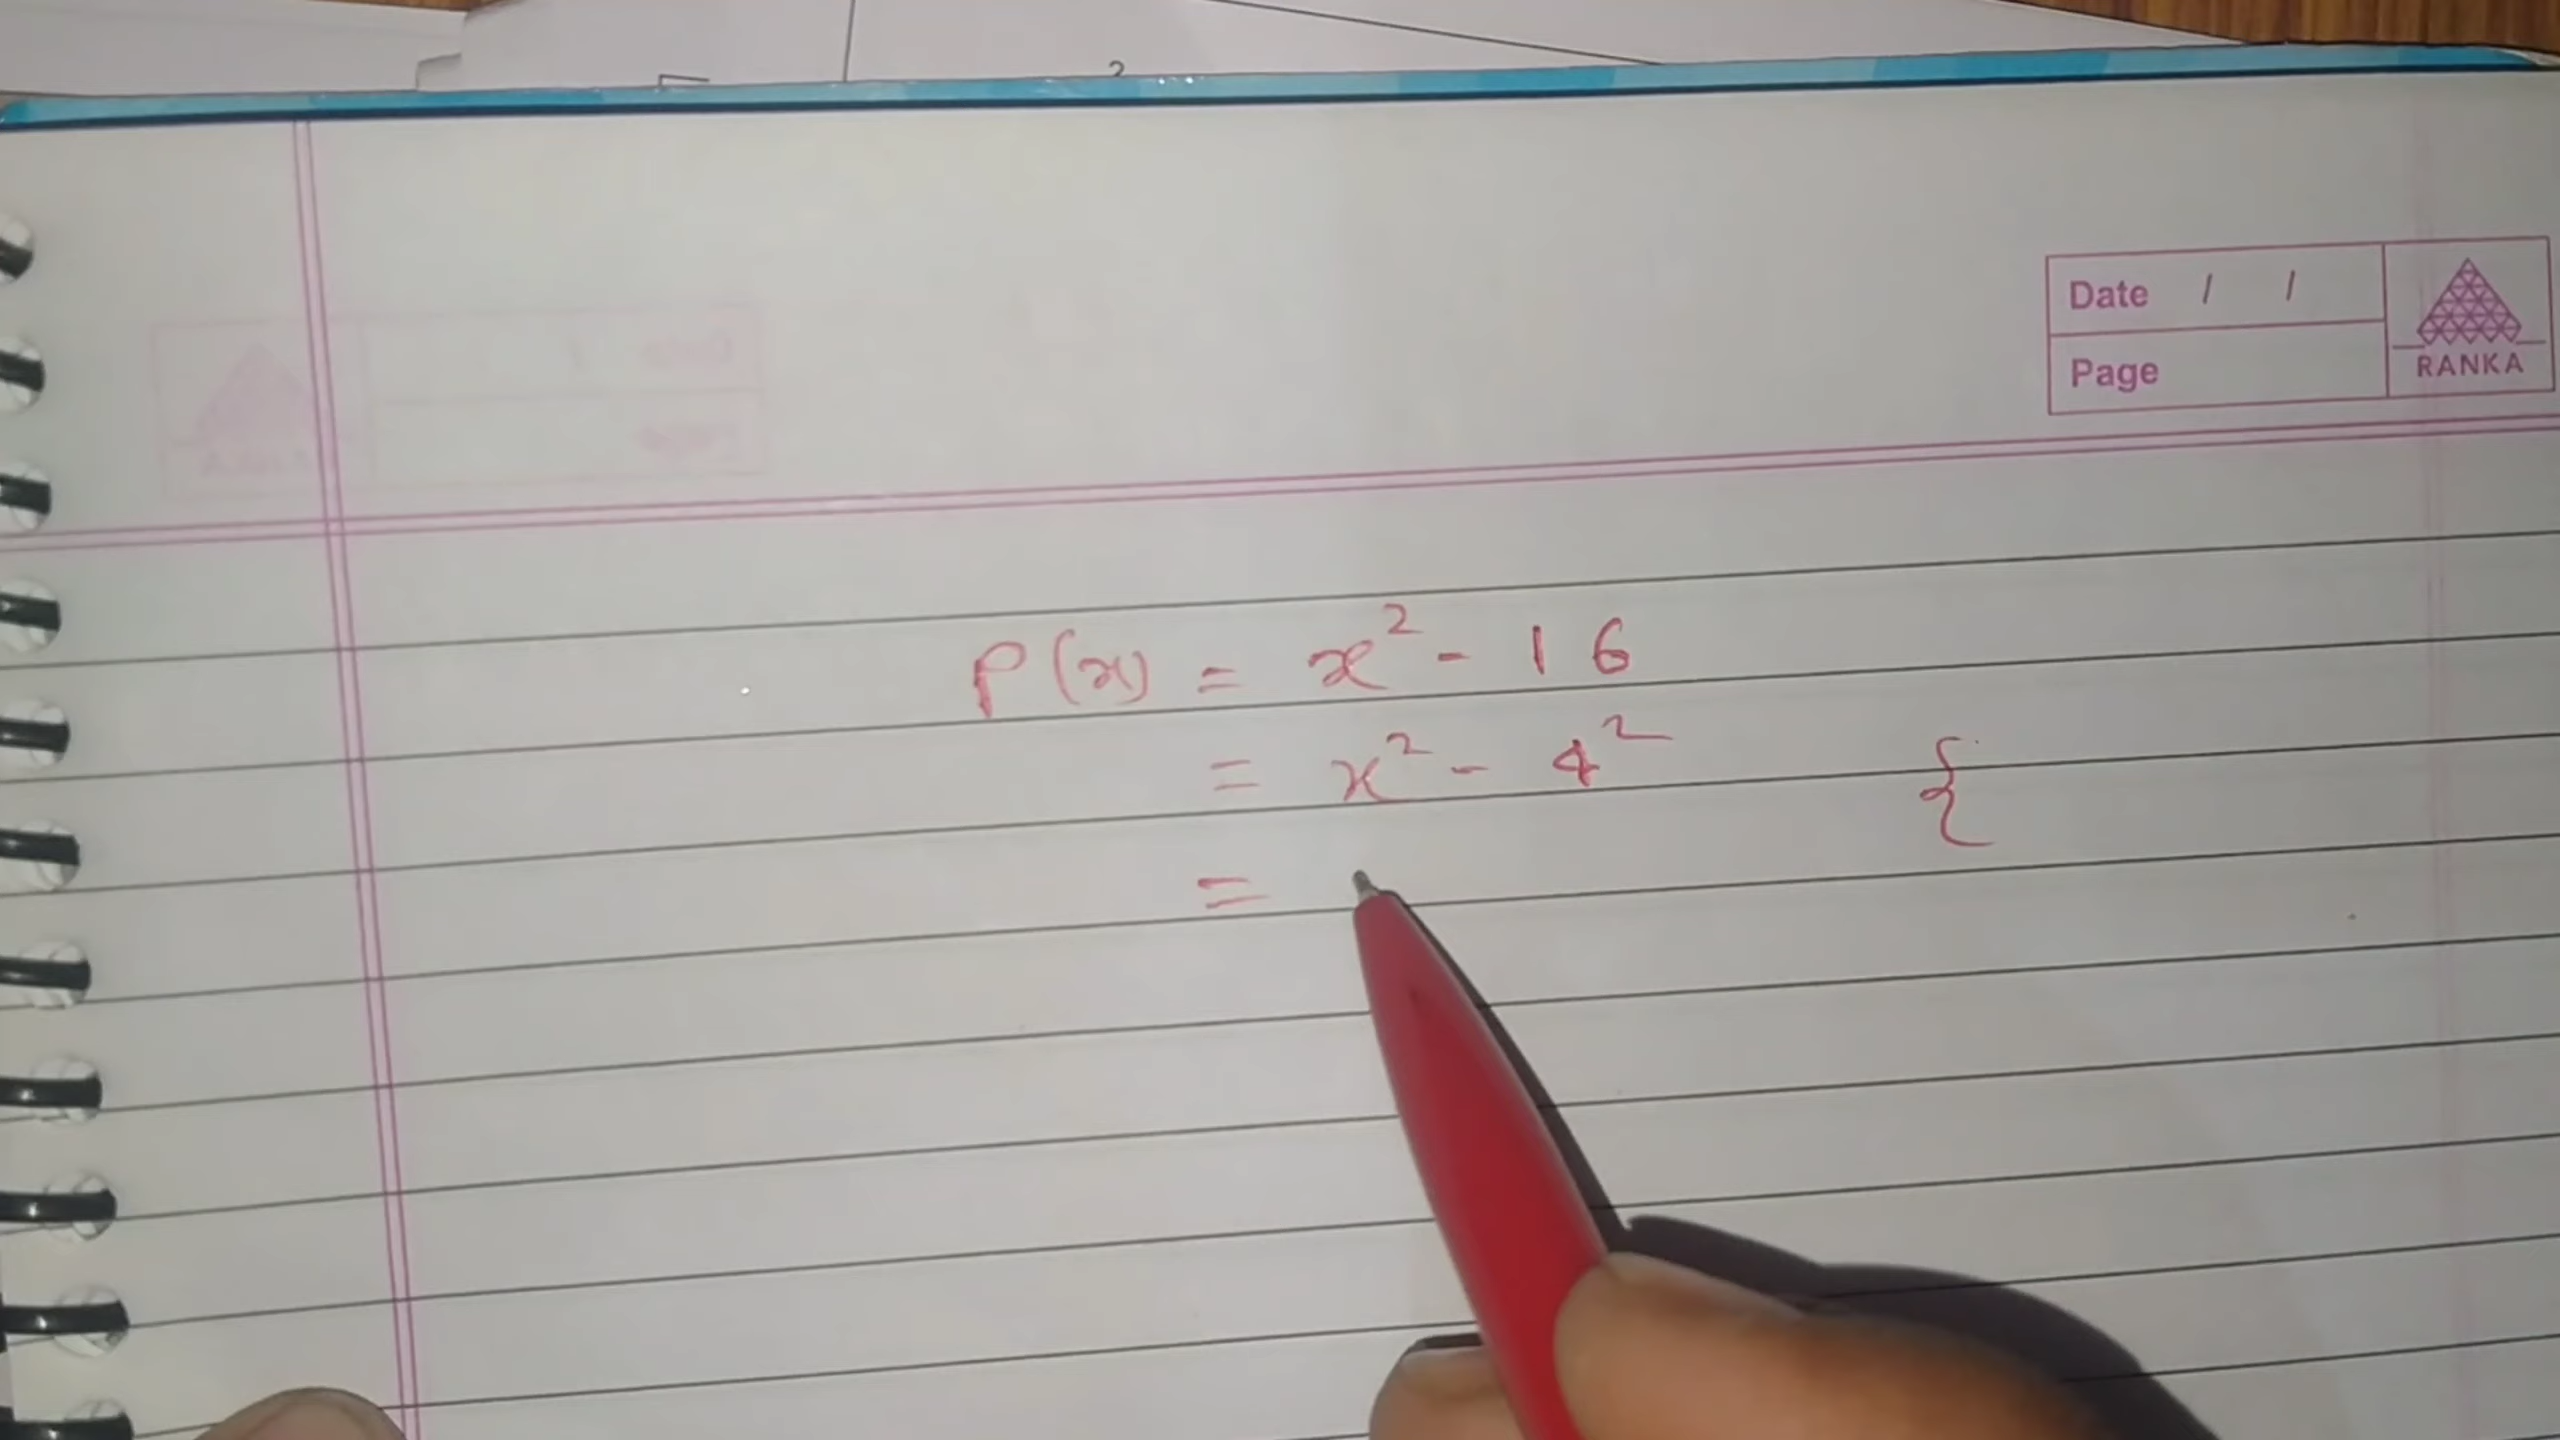 Date / /
Page
RANKA
P(x) = x² - 16
= x² - 4² {
=